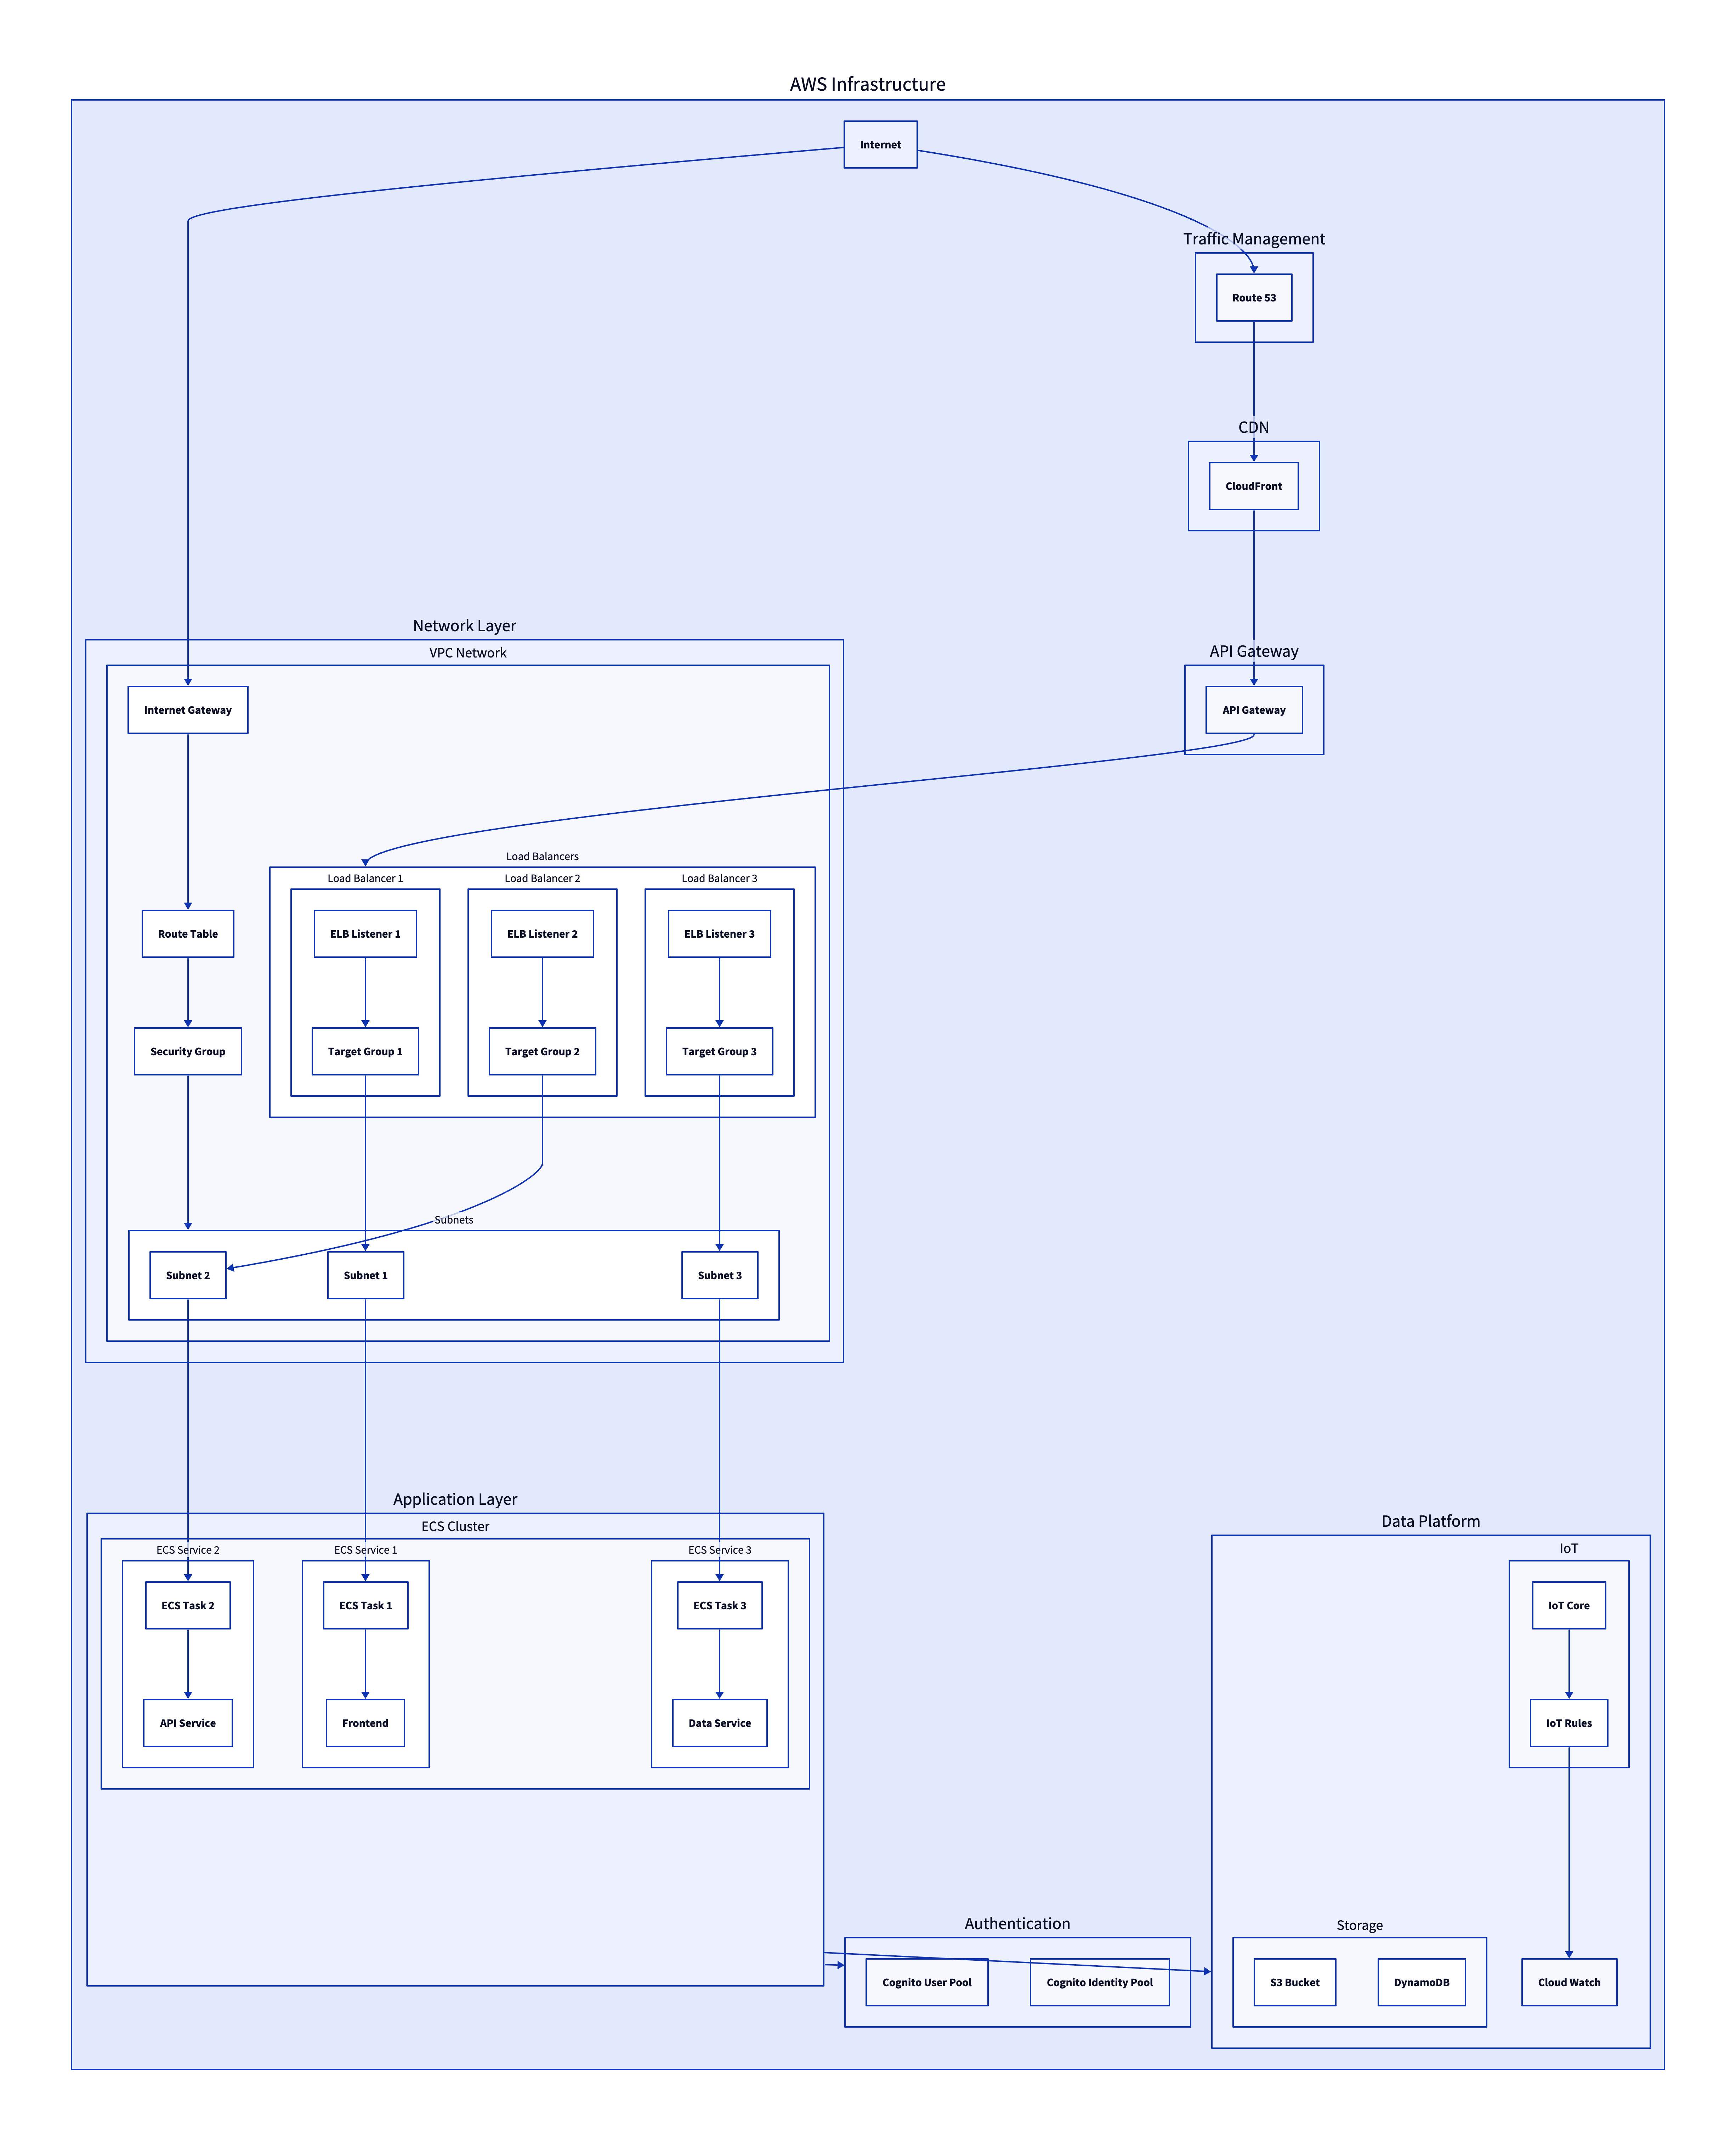 AWS Infrastructure
Internet
Traffic Management
Route 53
CDN
CloudFront
Network Layer
VPC Network
Internet Gateway
API Gateway
API Gateway
Load Balancers
Load Balancer 1
Load Balancer 2
Load Balancer 3
Route Table
ELB Listener 1
ELB Listener 2
ELB Listener 3
Security Group
Target Group 1
Target Group 2
Target Group 3
Subnets
Subnet 2
Subnet 1
Subnet 3
Application Layer
ECS Cluster
ECS Service 2
ECS Service 1
ECS Service 3
ECS Task 2
ECS Task 1
ECS Task 3
API Service
Frontend
Data Service
Data Platform
IoT
IoT Core
IoT Rules
Authentication
Cognito User Pool
Cognito Identity Pool
Storage
S3 Bucket
DynamoDB
Cloud Watch